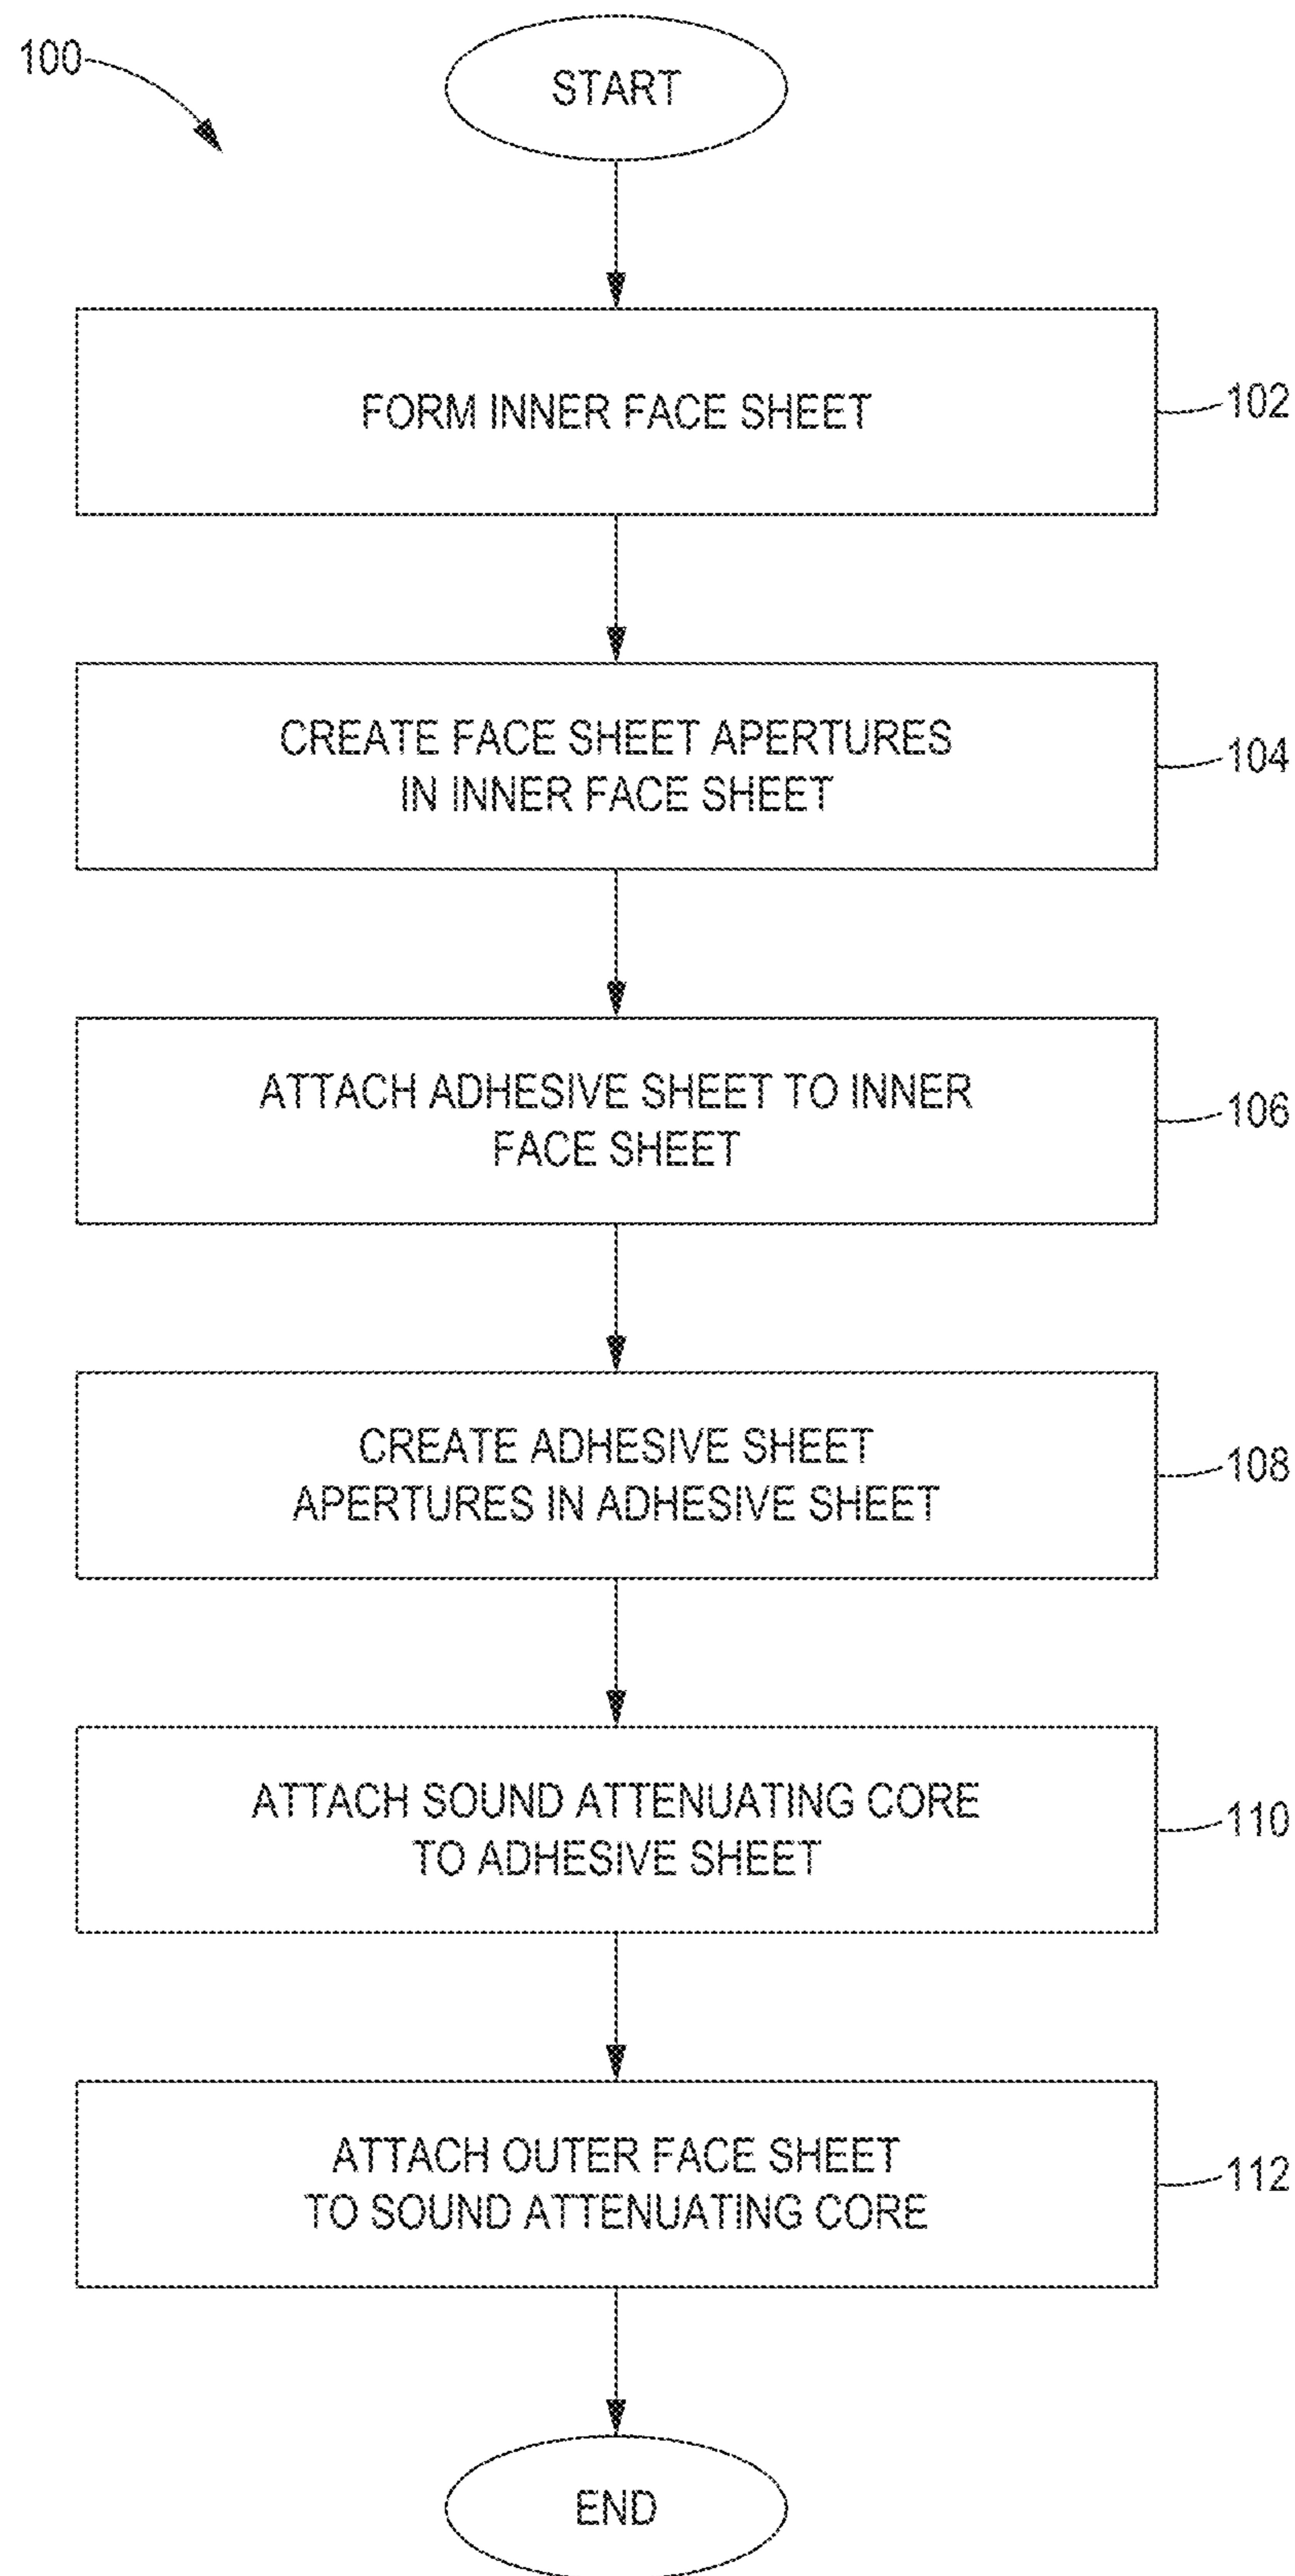 100
START
FORM INNER FACE SHEET
102
CREATE FACE SHEET APERTURES
IN INNER FACE SHEET
104
ATTACH ADHESIVE SHEET TO INNER
FACE SHEET
106
CREATE ADHESIVE SHEET
APERTURES IN ADHESIVE SHEET
108
ATTACH SOUND ATTENUATING CORE
TO ADHESIVE SHEET
110
ATTACH OUTER FACE SHEET
TO SOUND ATTENUATING CORE
112
END